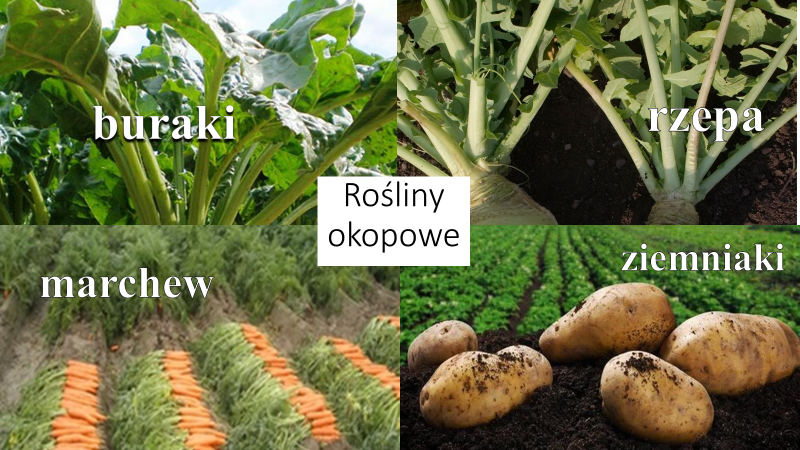 buraki
rzepa
Rośliny
okopowe
marchew
ziemniaki